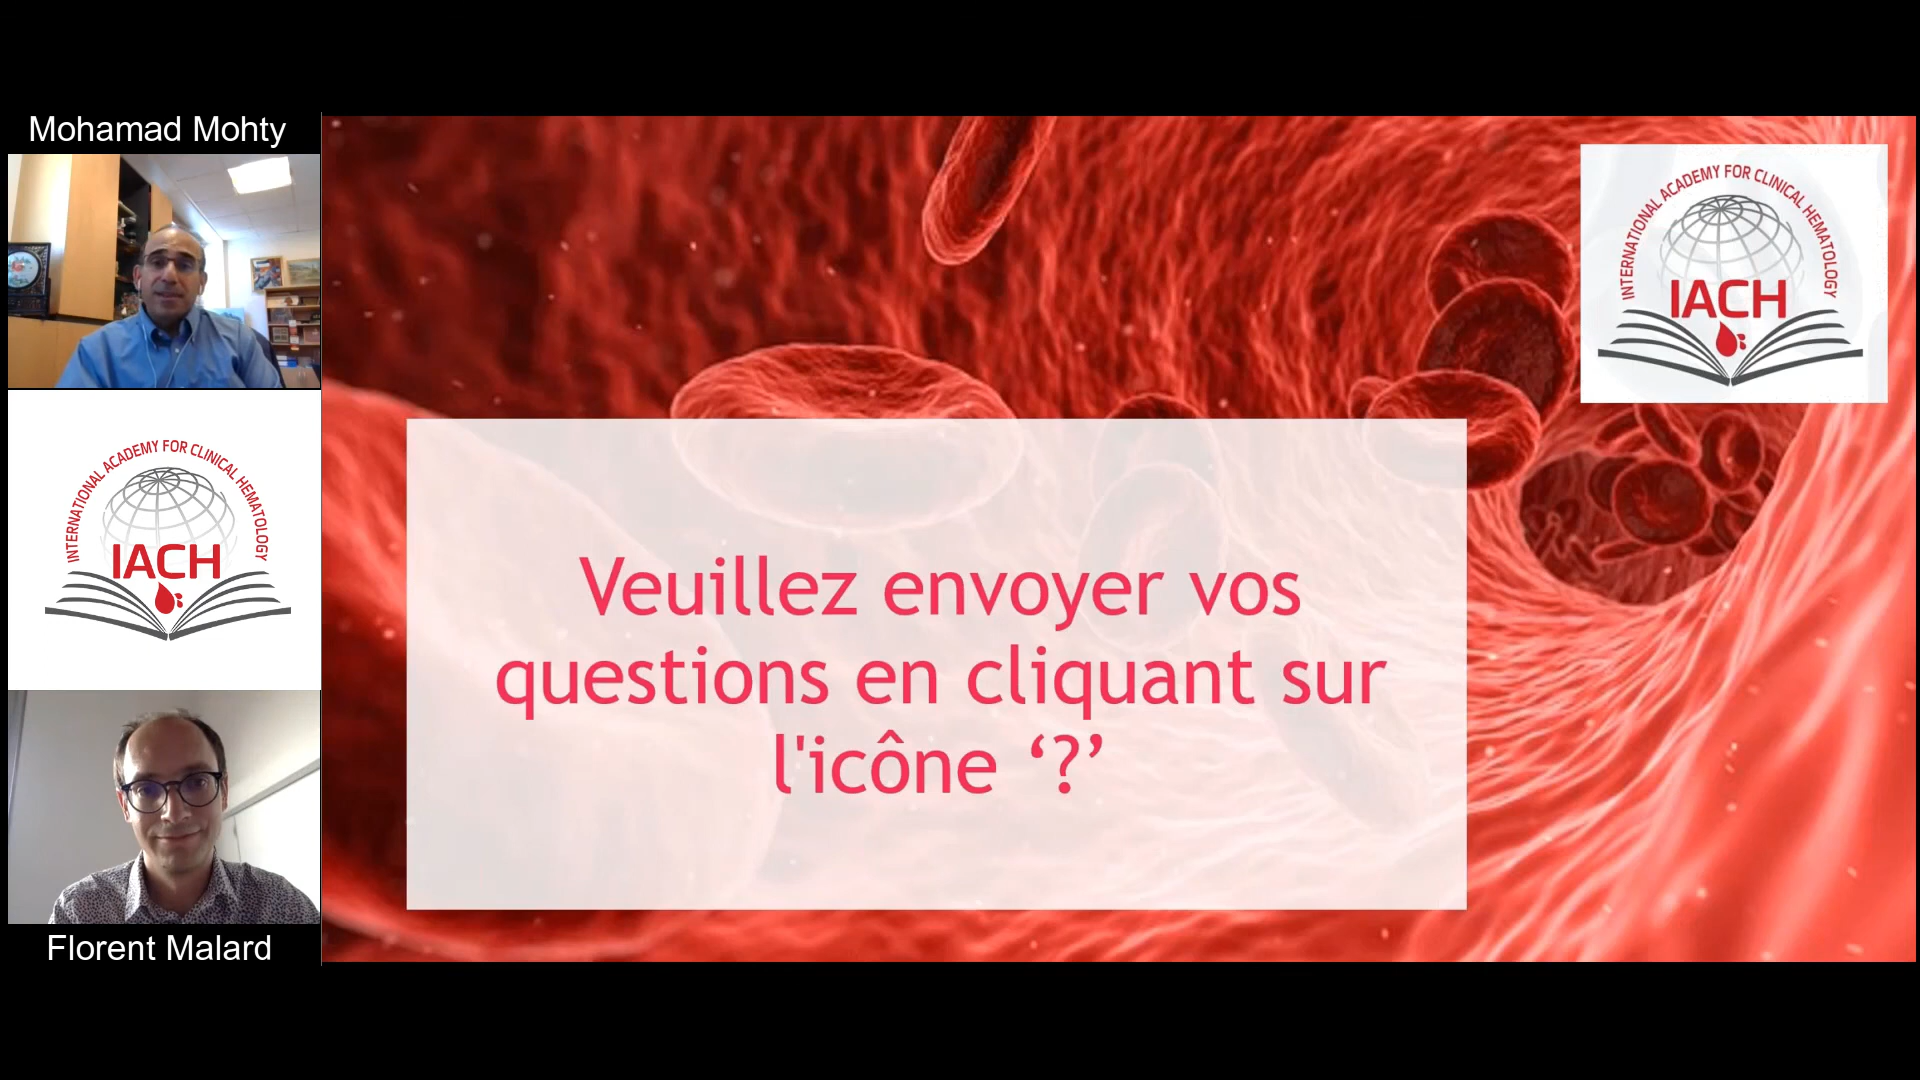 Mohamad Mohty
INTERNATIONAL ACADEMY FOR CLINICAL HEMATOLOGY
IACH
INTERNATIONAL ACADEMY FOR CLINICAL HEMATOLOGY
IACH
Veuillez envoyer vos
questions en cliquant sur
l'icône ‘?’
Florent Malard